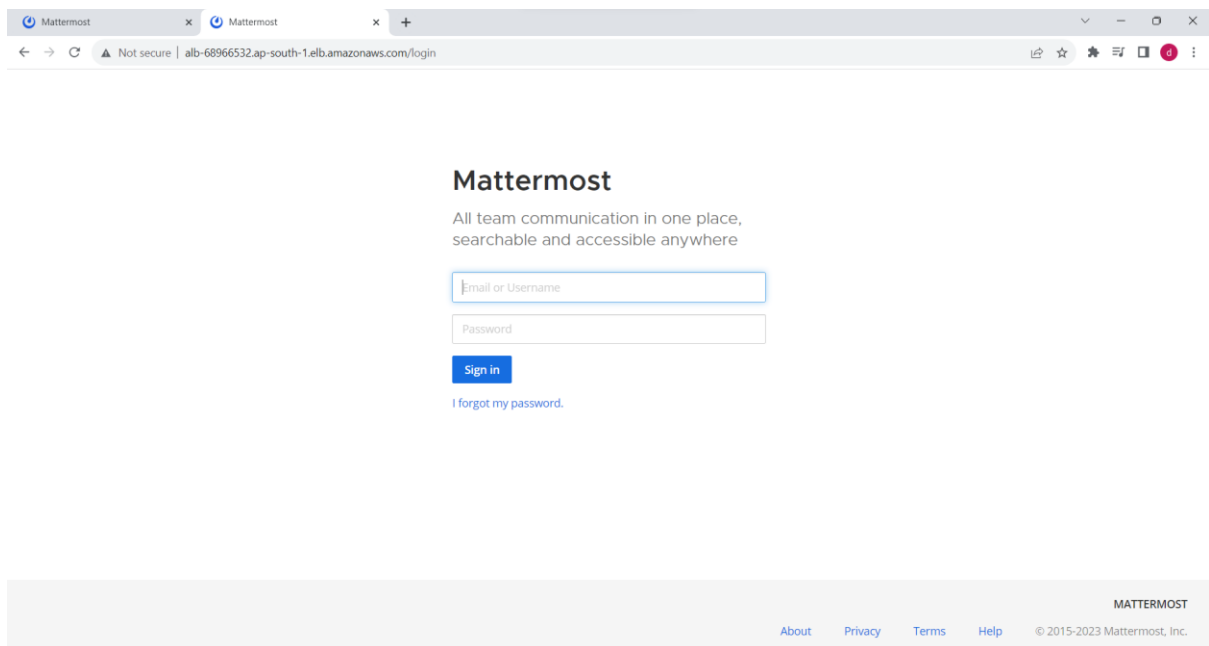 Mattermost Mattermost
Not secure alb-68966532.ap-south-1.elb.amazonaws.com/login d
Mattermost
All team communication in one place,
searchable and accessible anywhere
Email or Username
Password
Sign in
I forgot my password.
MATTERMOST
About Privacy Terms Help © 2015-2023 Mattermost, Inc.